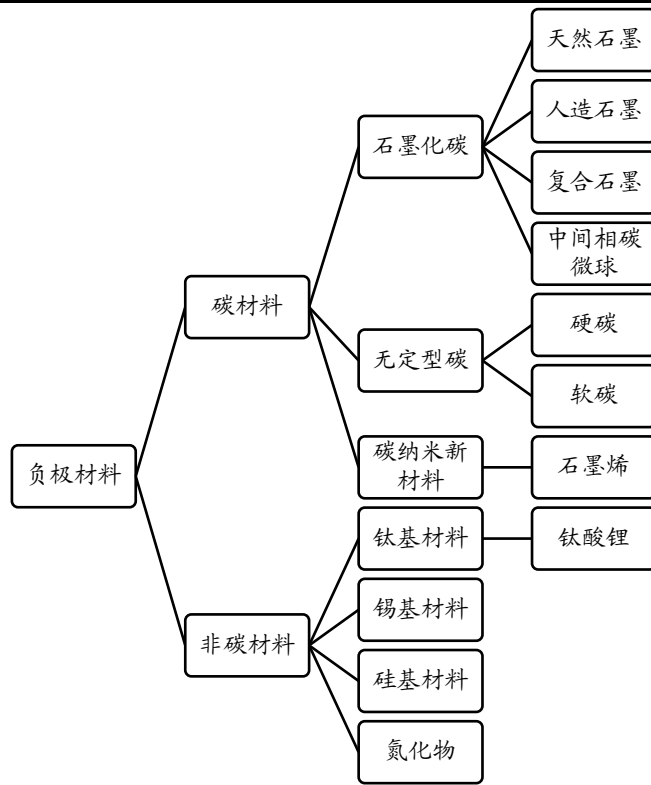 天然石墨
人造石墨
石墨化碳
复合石墨
中间相碳
微球
碳材料
硬碳
无定型碳
软碳
碳纳米新
材料
石墨烯
负极材料
钛基材料
钛酸锂
锡基材料
非碳材料
硅基材料
氮化物